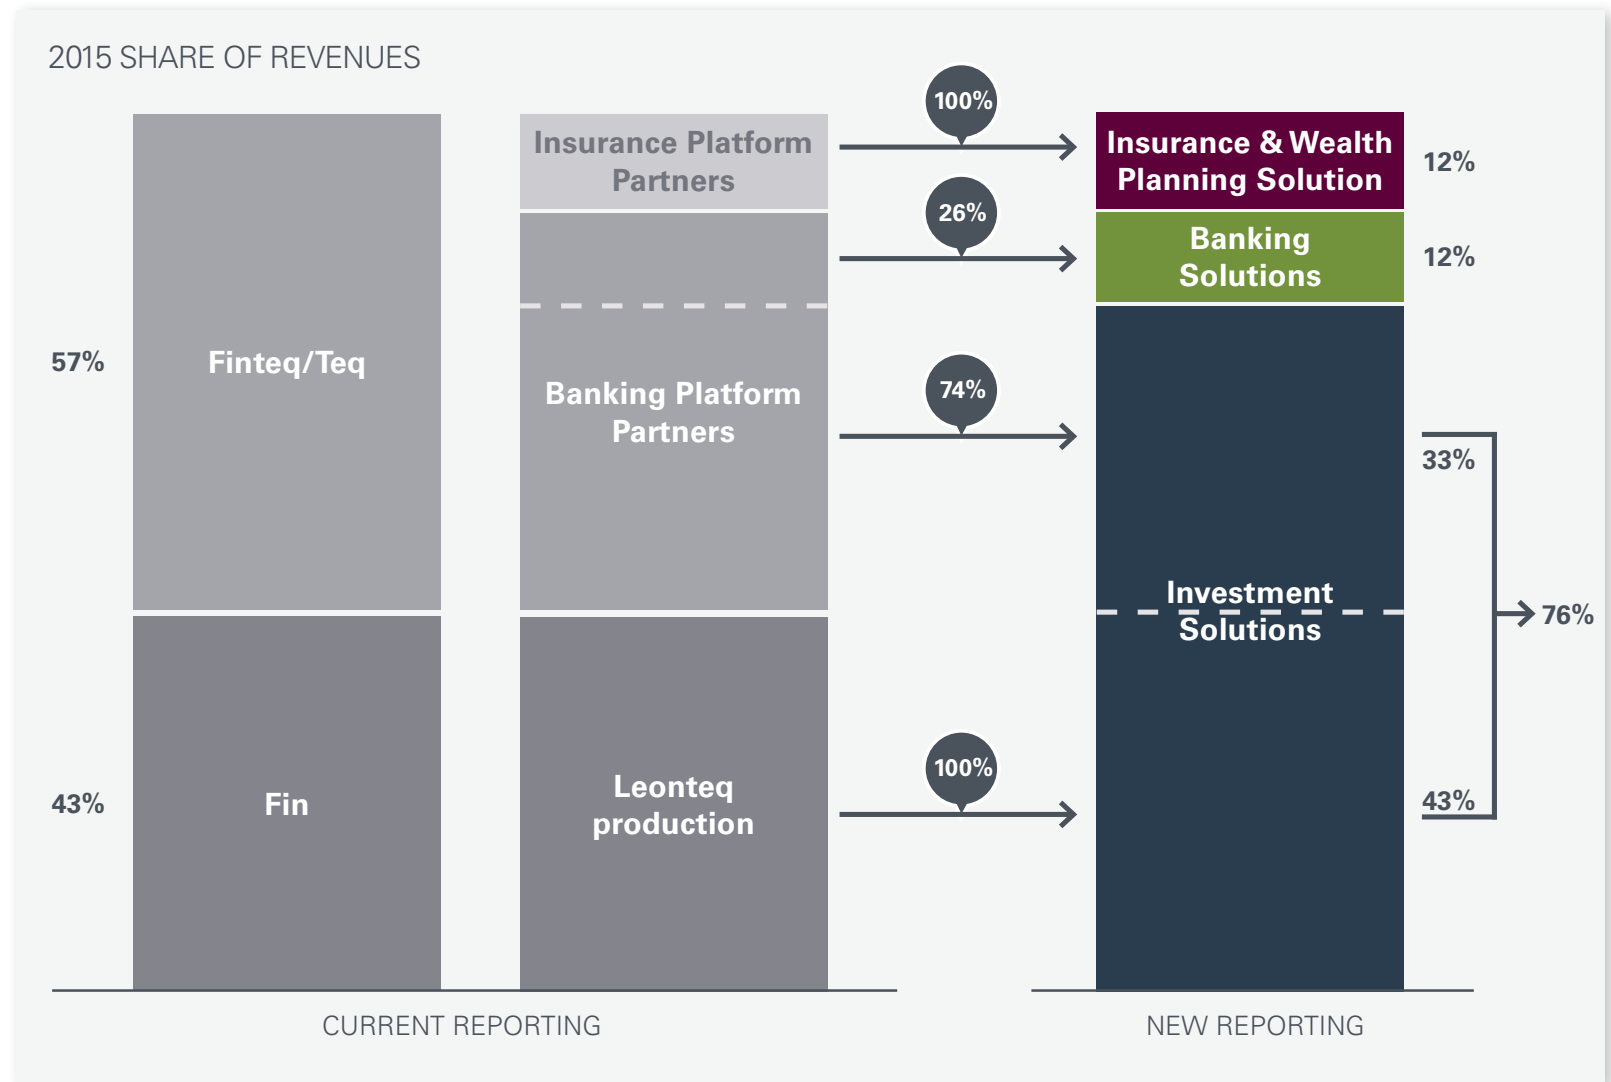 2015 SHARE OF REVENUES
57%
Finteq/Teq
43%
Fin
Insurance Platform
Partners
Banking Platform
Partners
Leonteq
production
100%
26%
74%
100%
Insurance & Wealth
Planning Solution
12%
Banking
Solutions
12%
Investment
Solutions
33%
43%
76%
CURRENT REPORTING
NEW REPORTING